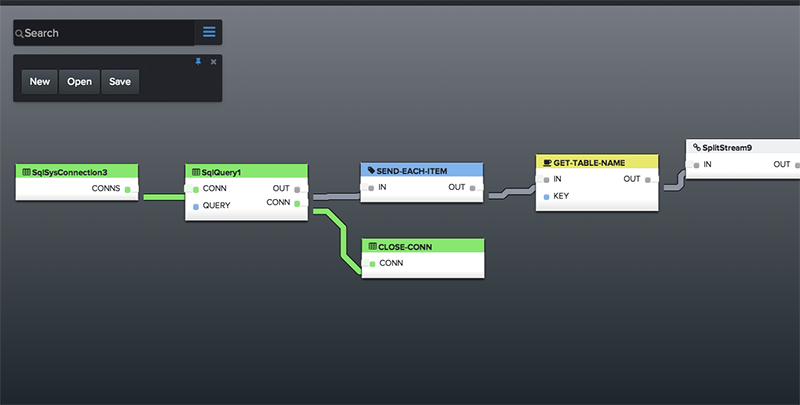 Search
New Open Save
SqlSysConnection3
CONNS
SqlQuery1
CONN OUT
QUERY CONN
SEND-EACH-ITEM
IN OUT
CLOSE-CONN
CONN
GET-TABLE-NAME
IN OUT
KEY
SplitStream9
IN OUT